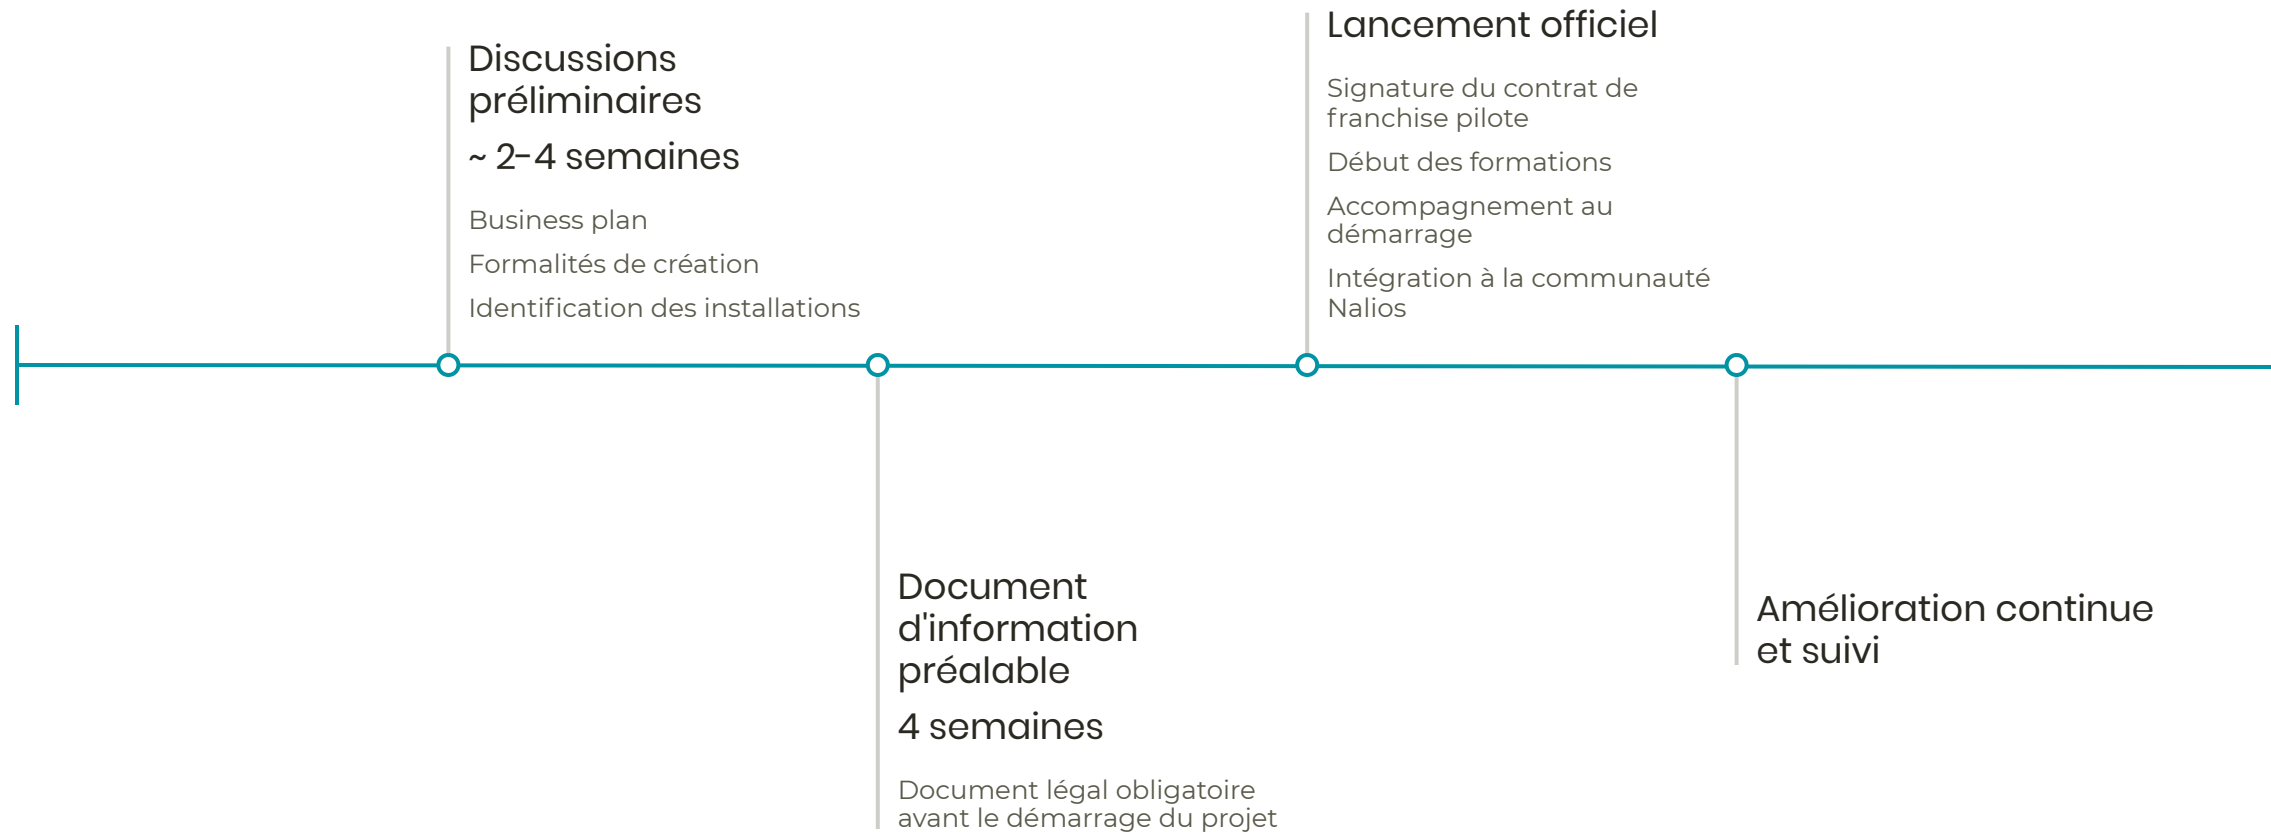 Discussions
préliminaires
~ 2-4 semaines
Business plan
Formalités de création
Identification des installations
Document
d'information
préalable
4 semaines
Document légal obligatoire
avant le démarrage du projet
Lancement officiel
Signature du contrat de
franchise pilote
Début des formations
Accompagnement au
démarrage
Intégration à la communauté
Nalios
Amélioration continue
et suivi